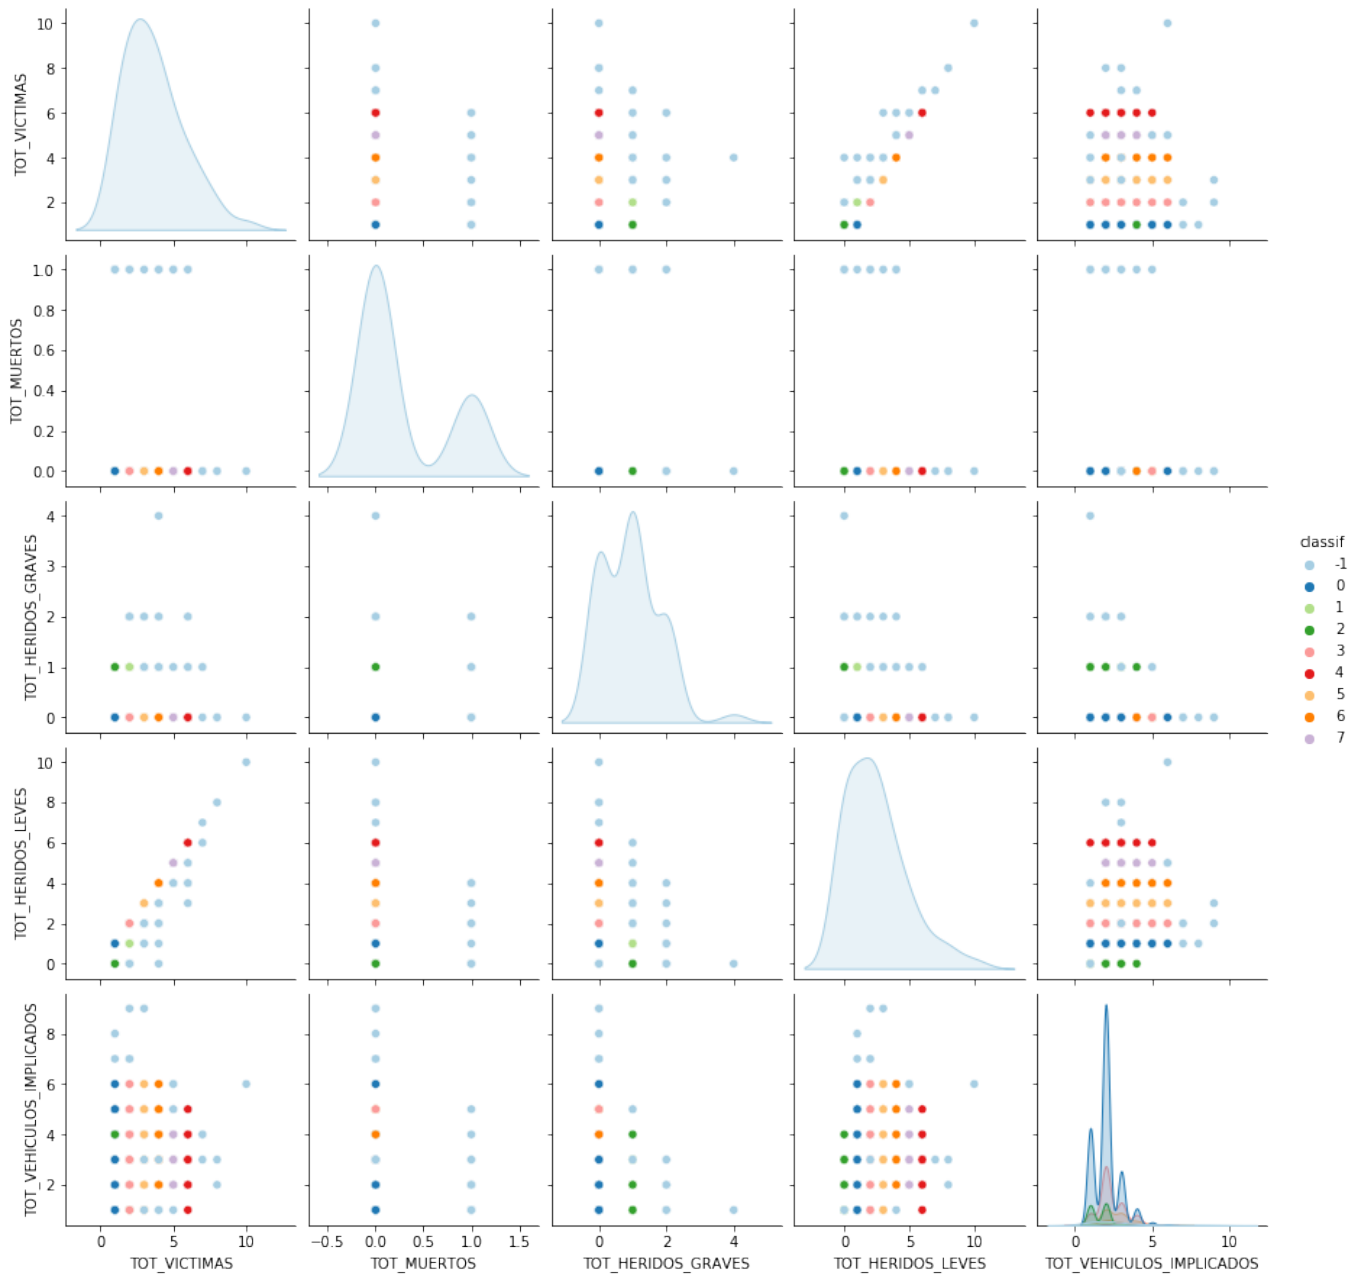 10
8
6
4
2
TOT_VICTIMAS
1.0
0.8
0.6
0.4
0.2
0.0
TOT_MUERTOS
4
3
2
1
0
TOT_HERIDOS_GRAVES
classif
-1
0
1
2
3
4
5
6
7
10
8
6
4
2
0
TOT_HERIDOS_LEVES
8
6
4
2
TOT_VEHICULOS_IMPLICADOS
0 5 10
TOT_VICTIMAS
−0.5 0.0 0.5 1.0 1.5
TOT_MUERTOS
0 2 4
TOT_HERIDOS_GRAVES
0 5 10
TOT_HERIDOS_LEVES
0 5 10
TOT_VEHICULOS_IMPLICADOS